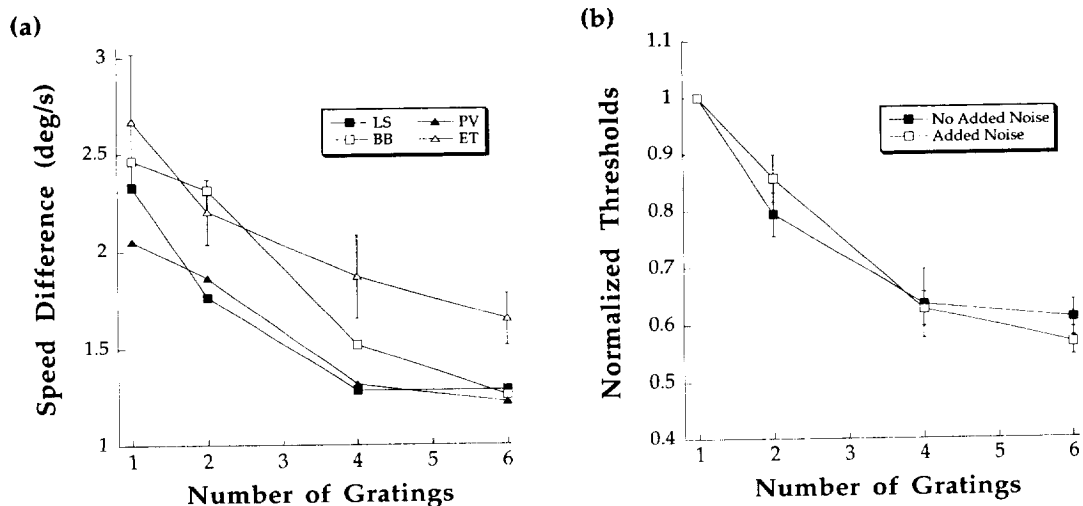 (a)
Speed Difference (deg/s)
3
2.5
2
1.5
1
LS
PV
BB
ET
1 2 3 4 5 6
Number of Gratings
(b)
Normalized Thresholds
1.1
1
0.9
0.8
0.7
0.6
0.5
0.4
No Added Noise
Added Noise
1 2 3 4 5 6
Number of Gratings